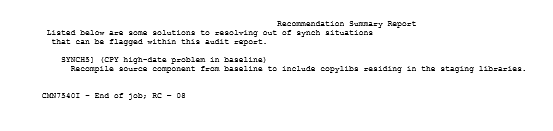 Recommendation Summary Report
Listed below are some solutions to resolving out of synch situations
that can be flagged within this audit report.
SYNCH5] (CPY high-date problem in baseline)
Recompile source component from baseline to include copylibs residing in the staging libraries.
CMN7540I - End of job; RC = 08